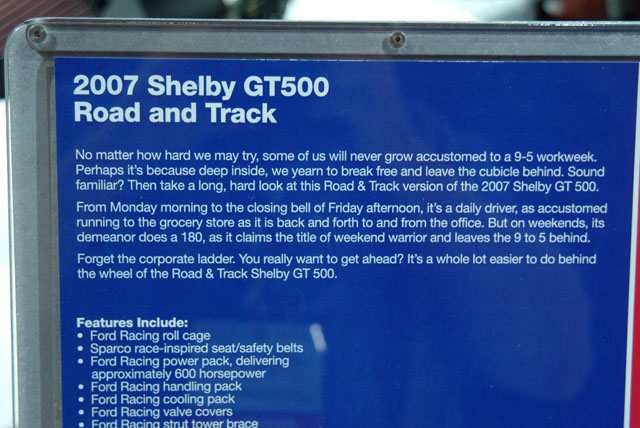 2007 Shelby GT500
Road and Track
No matter how hard we may try, some of us will never grow accustomed to a 9-5 workweek.
Perhaps it's because deep inside, we yearn to break free and leave the cubicle behind. Sound
familiar? Then take a long, hard look at this Road & Track version of the 2007 Shelby GT 500.
From Monday morning to the closing bell of Friday afternoon, it's a daily driver, as accustomed
running to the grocery store as it is back and forth to and from the office. But on weekends, its
demeanor does a 180, as it claims the title of weekend warrior and leaves the 9 to 5 behind.
Forget the corporate ladder. You really want to get ahead? It's a whole lot easier to do behind
the wheel of the Road & Track Shelby GT 500.
Features Include:
• Ford Racing roll cage
• Sparco race-inspired seat/safety belts
• Ford Racing power pack, delivering
approximately 600 horsepower
• Ford Racing handling pack
• Ford Racing cooling pack
• Ford Racing valve covers
• Ford Racing strut tower brace